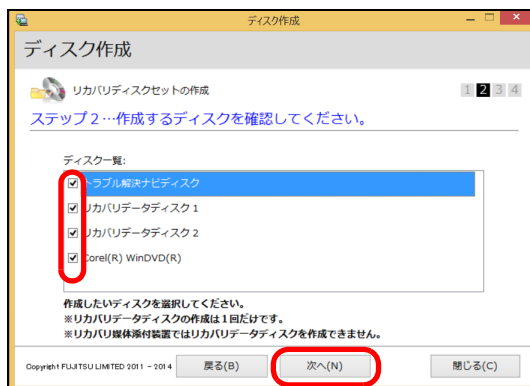 ディスク作成
ディスク作成
リカバリディスクセットの作成
1 2 3 4
ステップ2…作成するディスクを確認してください。
ディスク一覧:
トラブル解決ナビディスク
リカバリデータディスク1
リカバリデータディスク2
Corel(R) WinDVD(R)
作成したいディスクを選択してください。
※リカバリデータディスクの作成は1回だけです。
※リカバリ媒体添付装置ではリカバリデータディスクを作成できません。
Copyright FUJITSU LIMITED 2011 - 2014
戻る(B)
次へ(N)
閉じる(C)